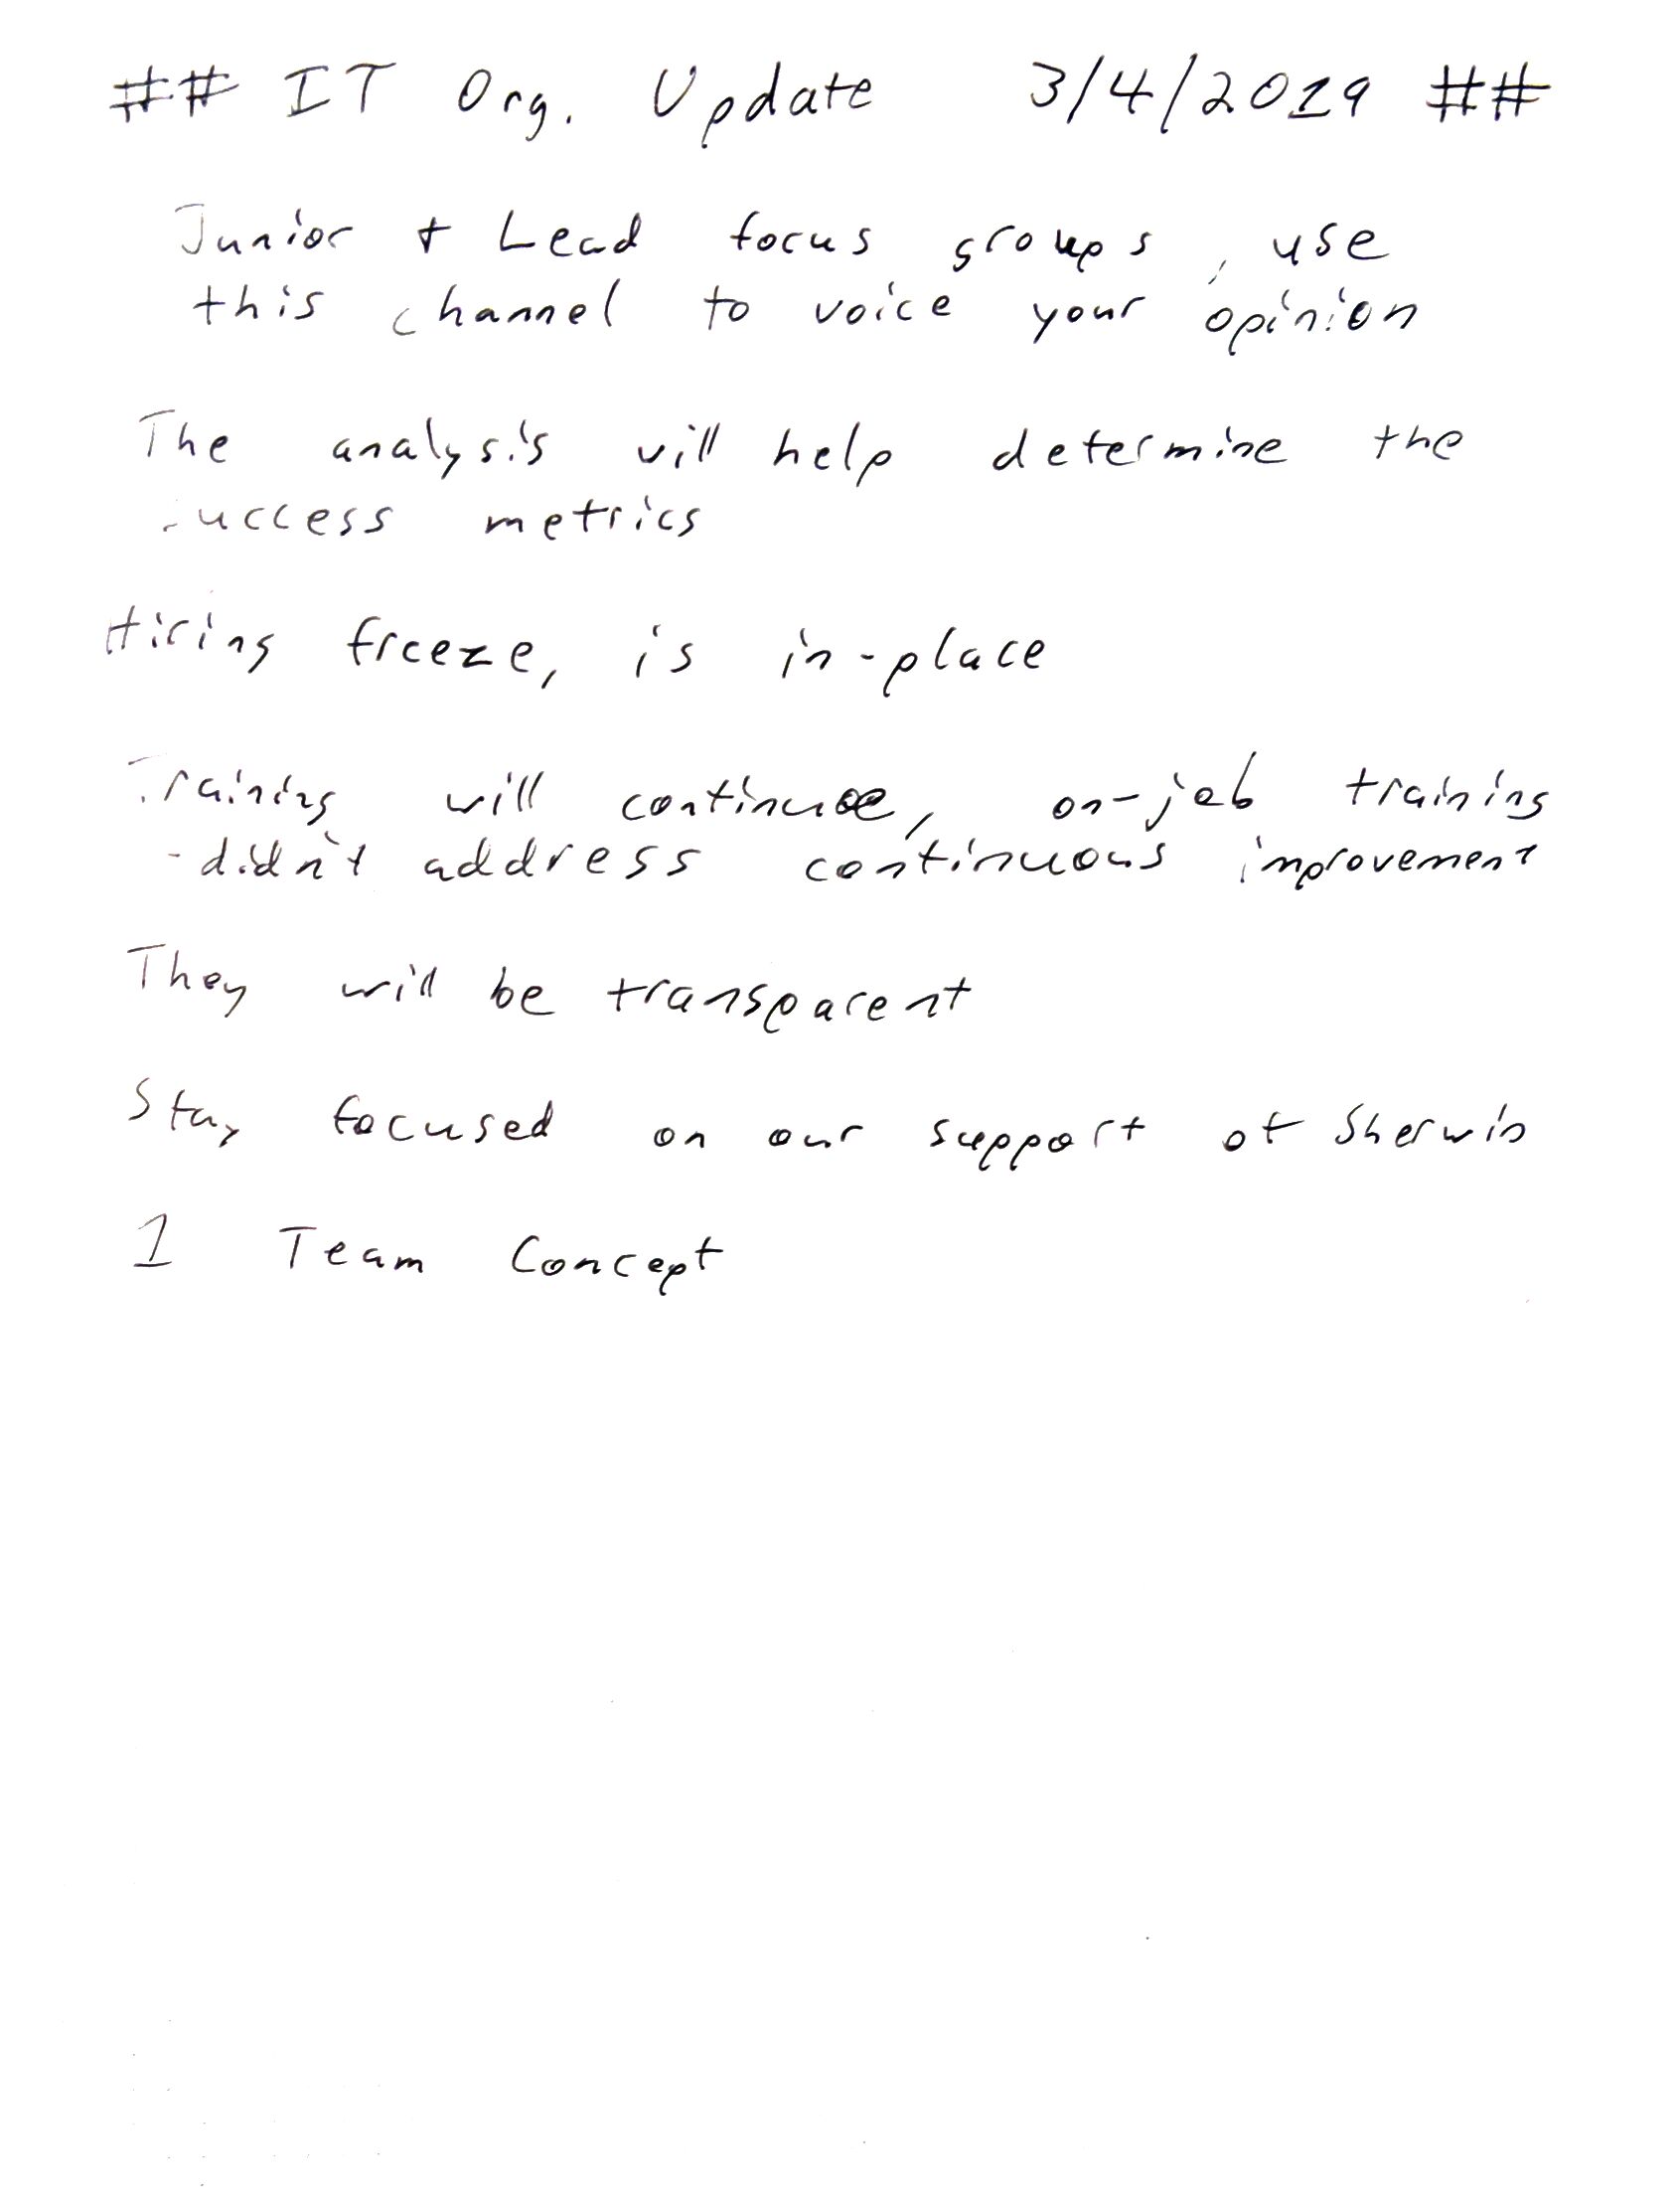 ## IT Org. Update 3/4/2019 ##
Junior + Lead focus groups, use
this channel to voice your opinion
The analysis will help determine the
success metrics
Hiring freeze, is in-place
Training will continue, on-job training
-didn't address continuous improvement
They will be transparent
Stay focused on our support of Sherwin
1 Team Concept